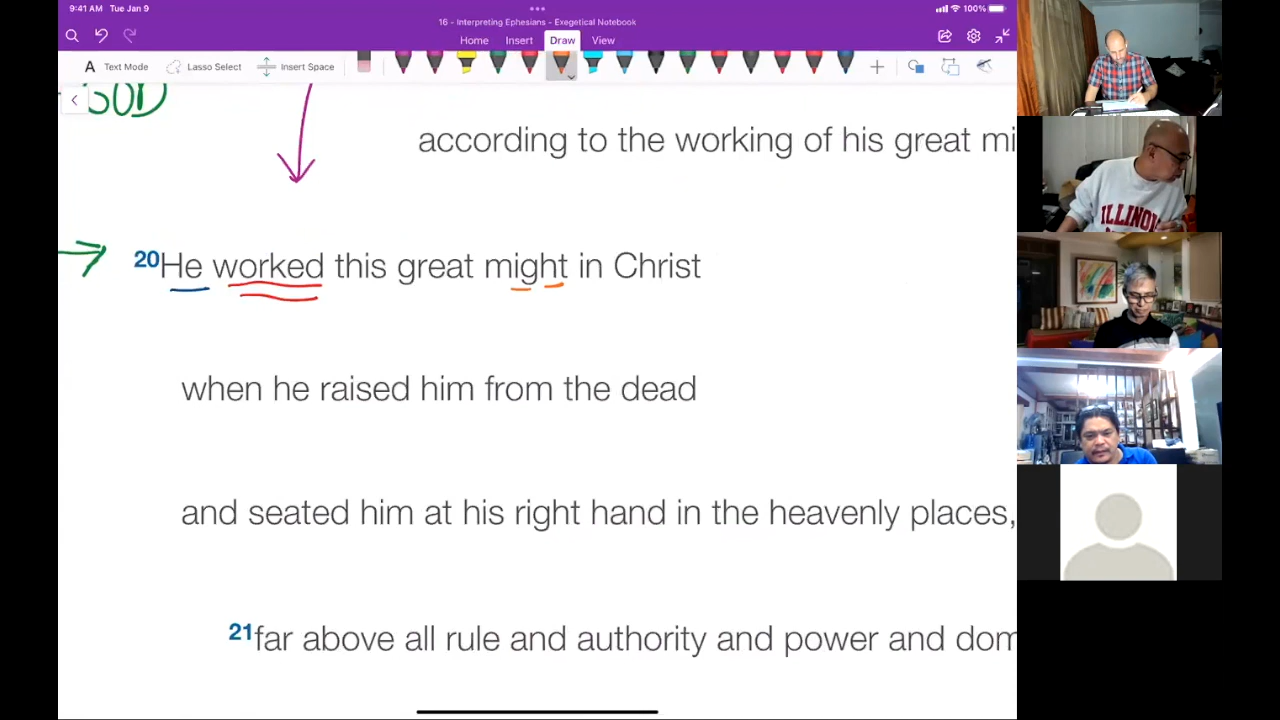 9:41 AM Tue Jan 9
100%
16 - Interpreting Ephesians - Exegetical Notebook
Home Insert Draw View
A Text Mode Lasso Select Insert Space
GOD
according to the working of his great mi
20He worked this great might in Christ
when he raised him from the dead
and seated him at his right hand in the heavenly places,
21far above all rule and authority and power and dom
ILLINOIS